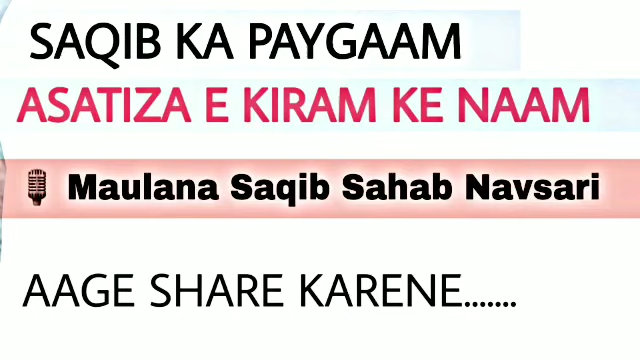 SAQIB KA PAYGAAM
ASATIZA E KIRAM KE NAAM
Maulana Saqib Sahab Navsari
AAGE SHARE KARENE.......